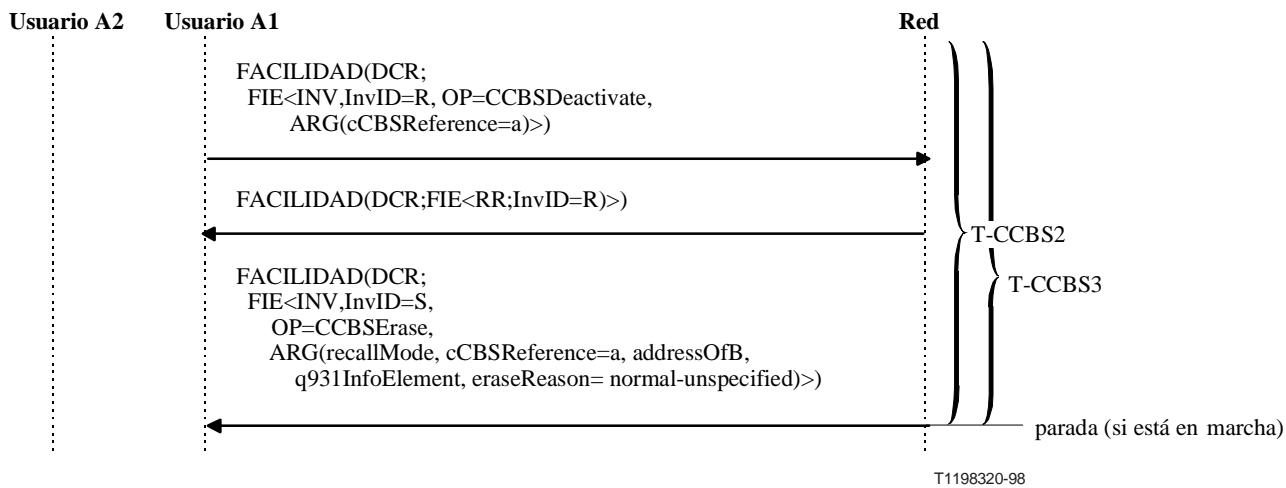 Usuario A2 Usuario A1 Red
FACILIDAD(DCR;
FIE<INV,InvID=R, OP=CCBSDeactivate,
ARG(cCBSReference=a)>)
FACILIDAD(DCR;FIE<RR;InvID=R)>)
T-CCBS2
FACILIDAD(DCR;
FIE<INV,InvID=S,
T-CCBS3
OP=CCBSErase,
ARG(recallMode, cCBSReference=a, addressOfB,
q931InfoElement, eraseReason= normal-unspecified)>)
parada (si está en marcha)
T1198320-98